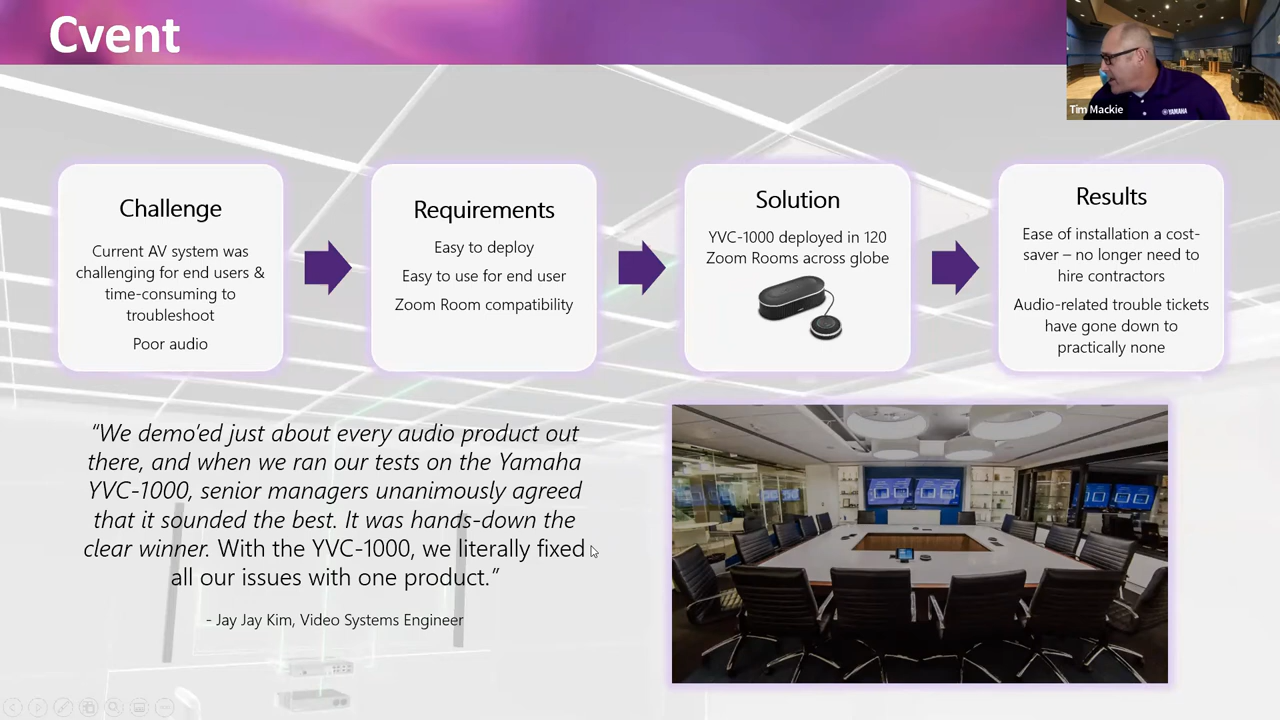 Cvent
Tim Mackie
YAMAHA
Challenge
Current AV system was
challenging for end users &
time-consuming to
troubleshoot
Poor audio
Requirements
Easy to deploy
Easy to use for end user
Zoom Room compatibility
Solution
YVC-1000 deployed in 120
Zoom Rooms across globe
Results
Ease of installation a cost-
saver – no longer need to
hire contractors
Audio-related trouble tickets
have gone down to
practically none
“We demo’ed just about every audio product out
there, and when we ran our tests on the Yamaha
YVC-1000, senior managers unanimously agreed
that it sounded the best. It was hands-down the
clear winner. With the YVC-1000, we literally fixed
all our issues with one product.”
- Jay Jay Kim, Video Systems Engineer